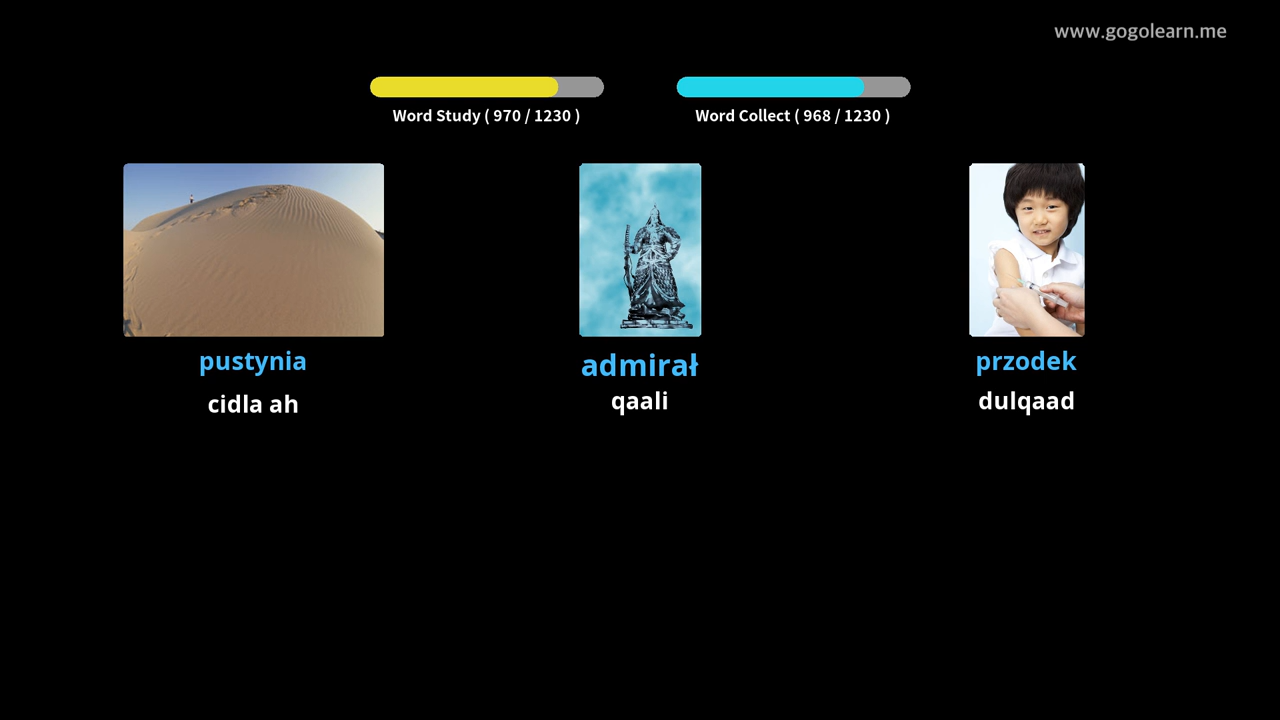 www.gogolearn.me
Word Study ( 970 / 1230 )
Word Collect ( 968 / 1230 )
pustynia
cidla ah
admirał
qaali
przodek
dulqaad